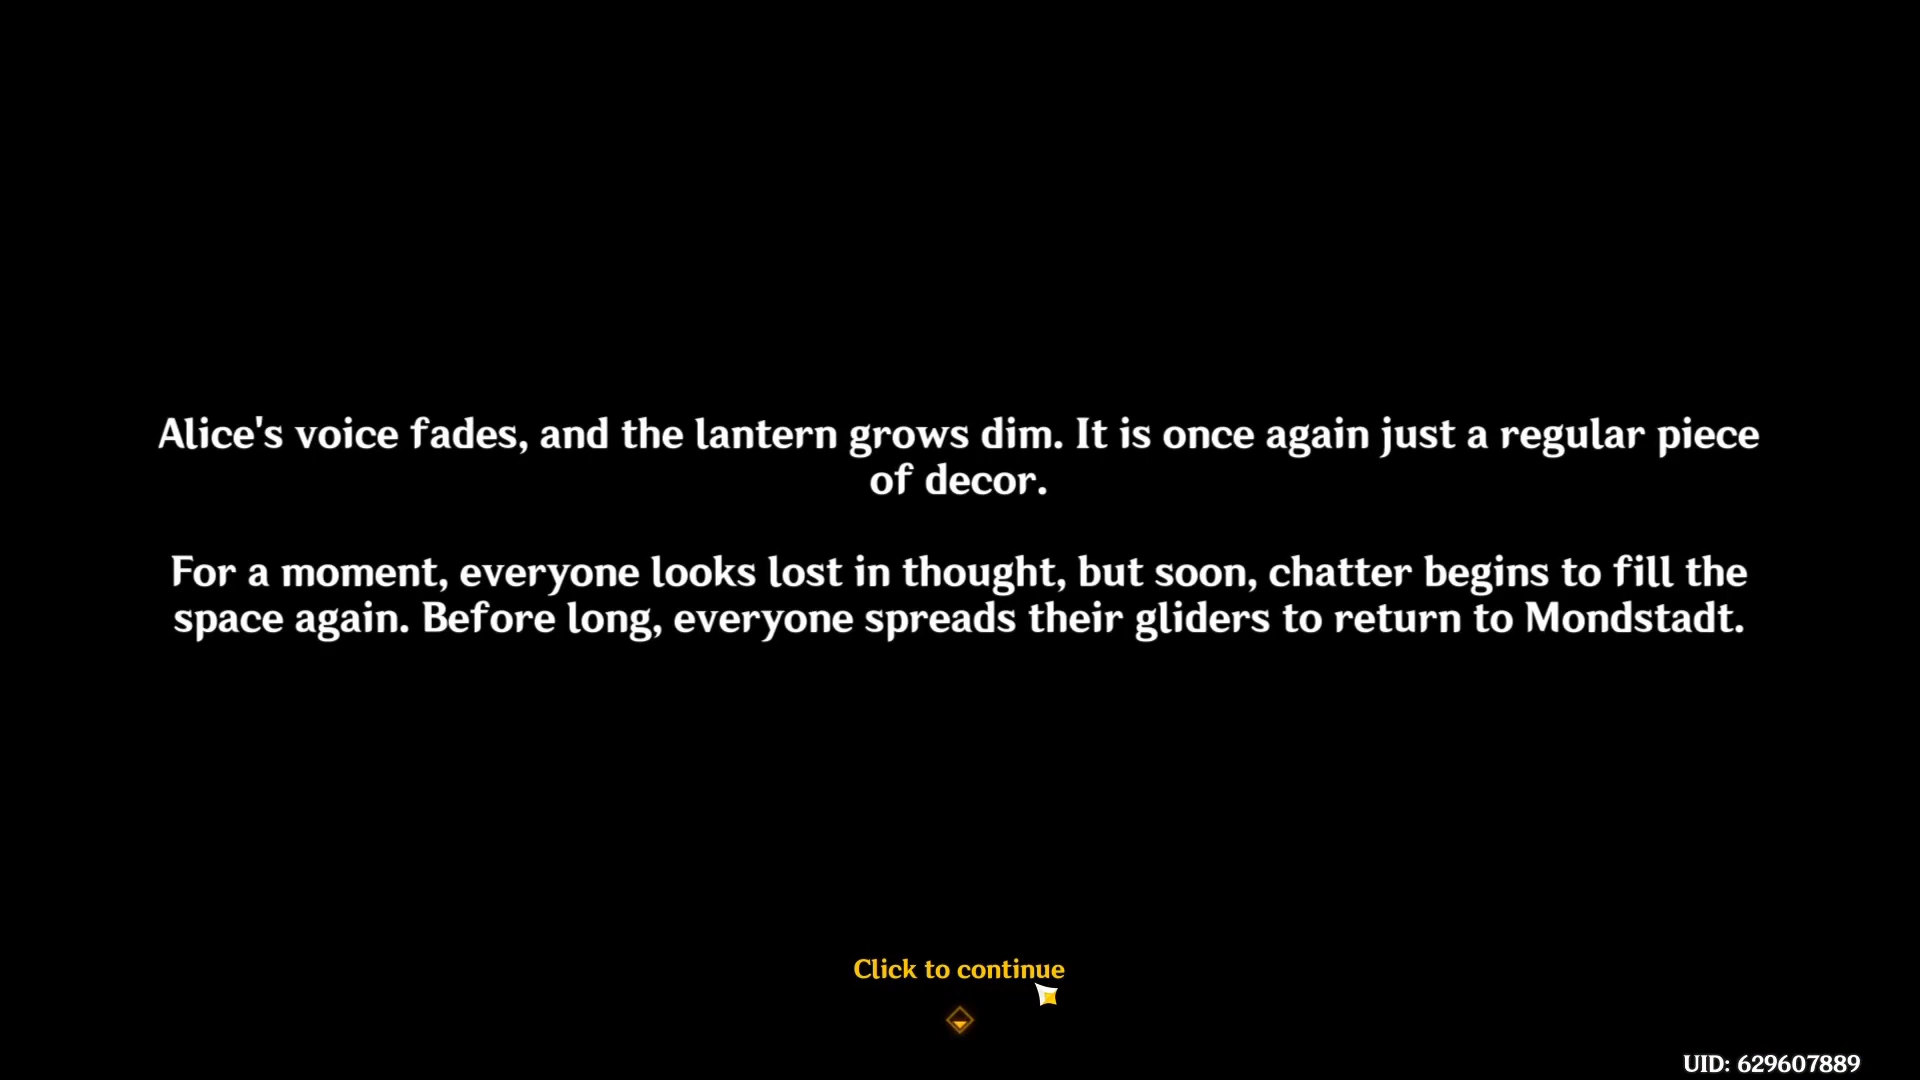 Alice's voice fades, and the lantern grows dim. It is once again just a regular piece
of decor.
For a moment, everyone looks lost in thought, but soon, chatter begins to fill the
space again. Before long, everyone spreads their gliders to return to Mondstadt.
Click to continue
UID: 629607889